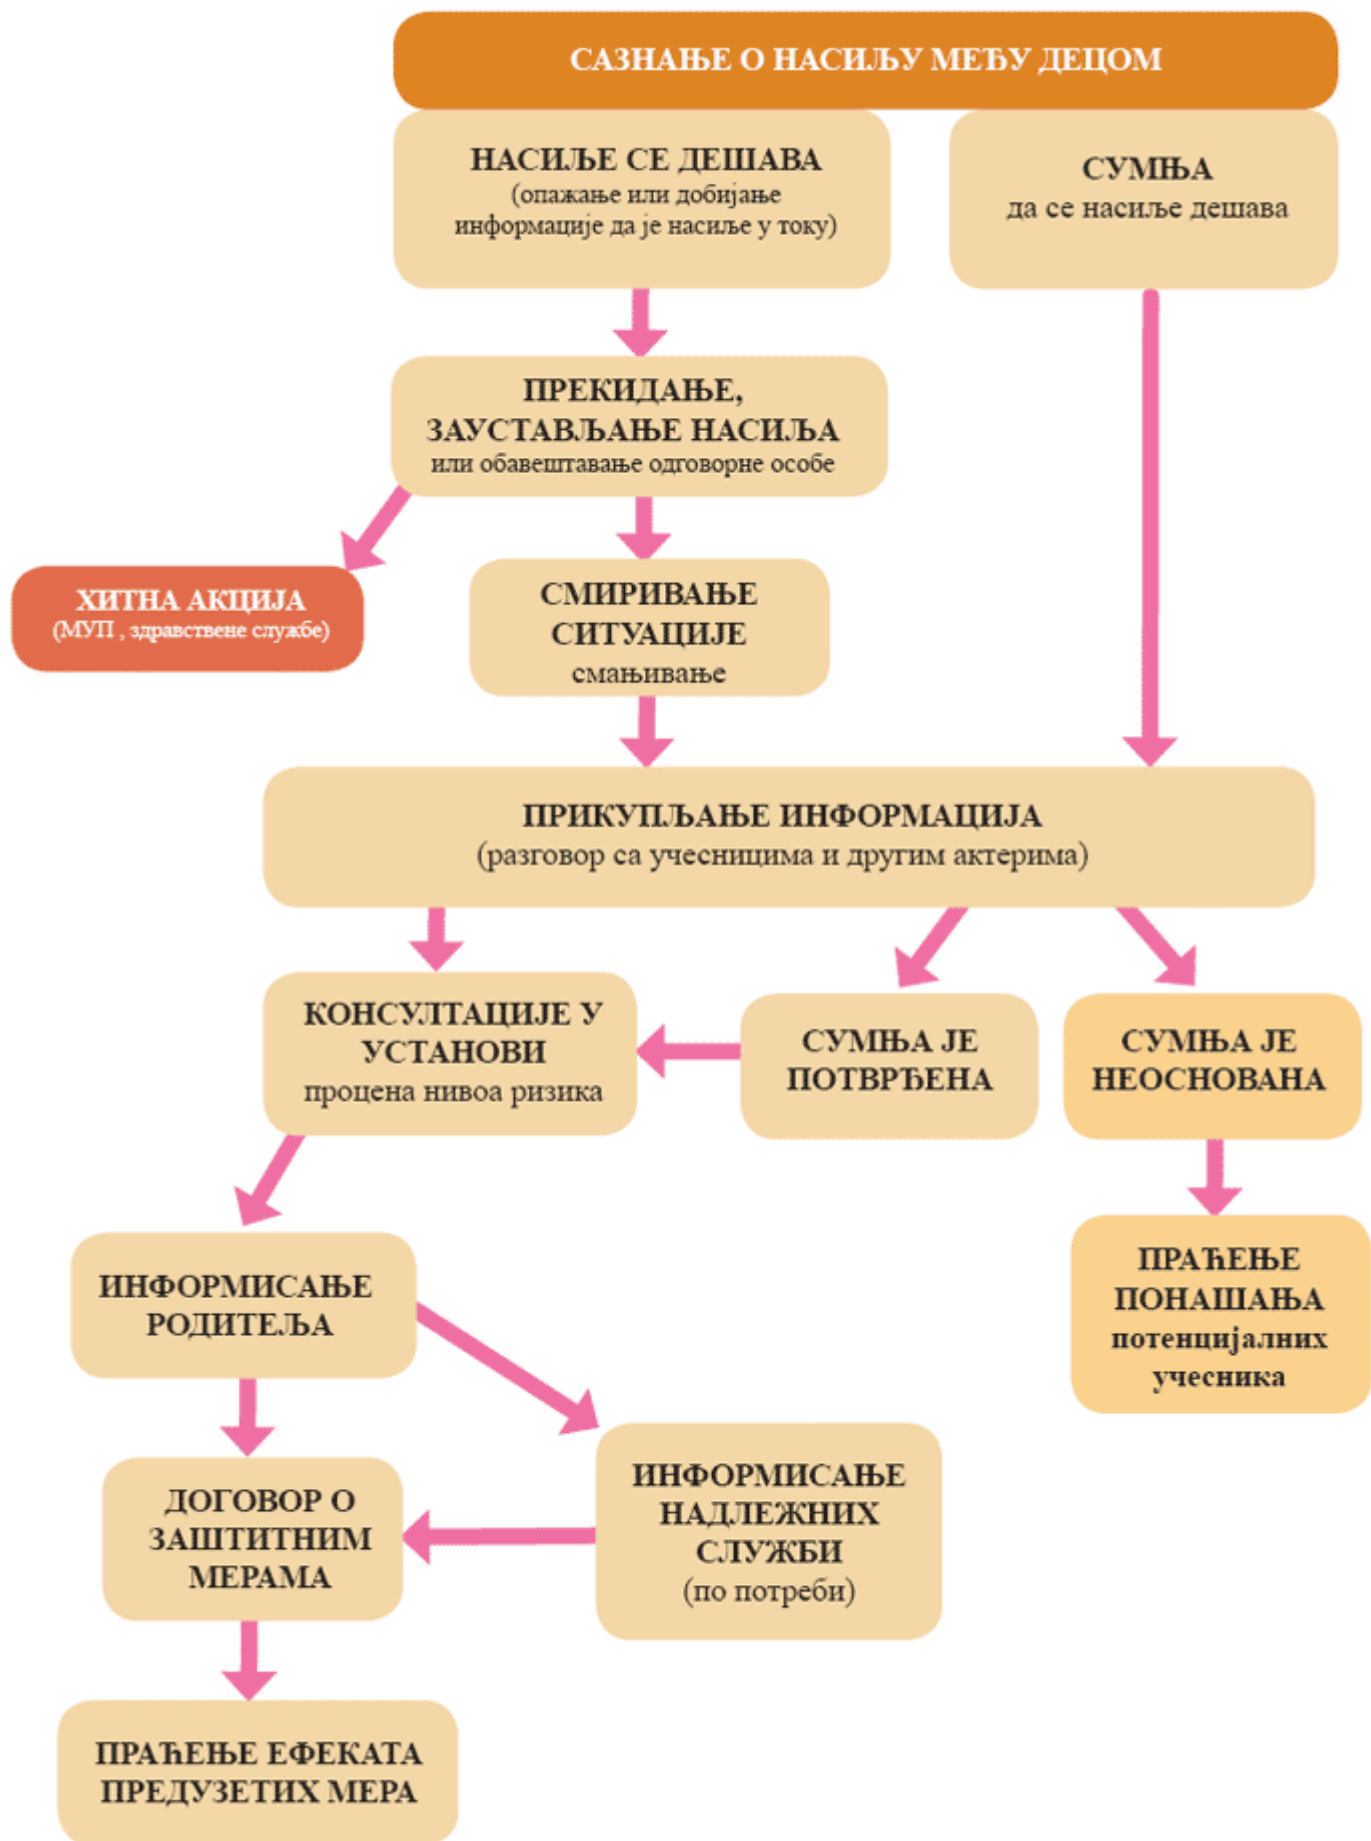 САЗНАЊЕ О НАСИЉУ МЕЂУ ДЕЦОМ
НАСИЉЕ СЕ ДЕШАВА
(опажање или добијање
информације да је насиље у току)
СУМЊА
да се насиље дешава
ПРЕКИДАЊЕ,
ЗАУСТАВЉАЊЕ НАСИЉА
или обавештавање одговорне особе
ХИТНА АКЦИЈА
(МУП , здравствене службе)
СМИРИВАЊЕ
СИТУАЦИЈЕ
смањивање
ПРИКУПЉАЊЕ ИНФОРМАЦИЈА
(разговор са учесницима и другим актерима)
КОНСУЛТАЦИЈЕ У
УСТАНОВИ
процена нивоа ризика
СУМЊА ЈЕ
ПОТВРЂЕНА
СУМЊА ЈЕ
НЕОСНОВАНА
ПРАЋЕЊЕ
ПОНАШАЊА
потенцијалних
учесника
ИНФОРМИСАЊЕ
РОДИТЕЉА
ИНФОРМИСАЊЕ
НАДЛЕЖНИХ
СЛУЖБИ
(по потреби)
ДОГОВОР О
ЗАШТИТНИМ
МЕРАМА
ПРАЋЕЊЕ ЕФЕКАТА
ПРЕДУЗЕТИХ МЕРА